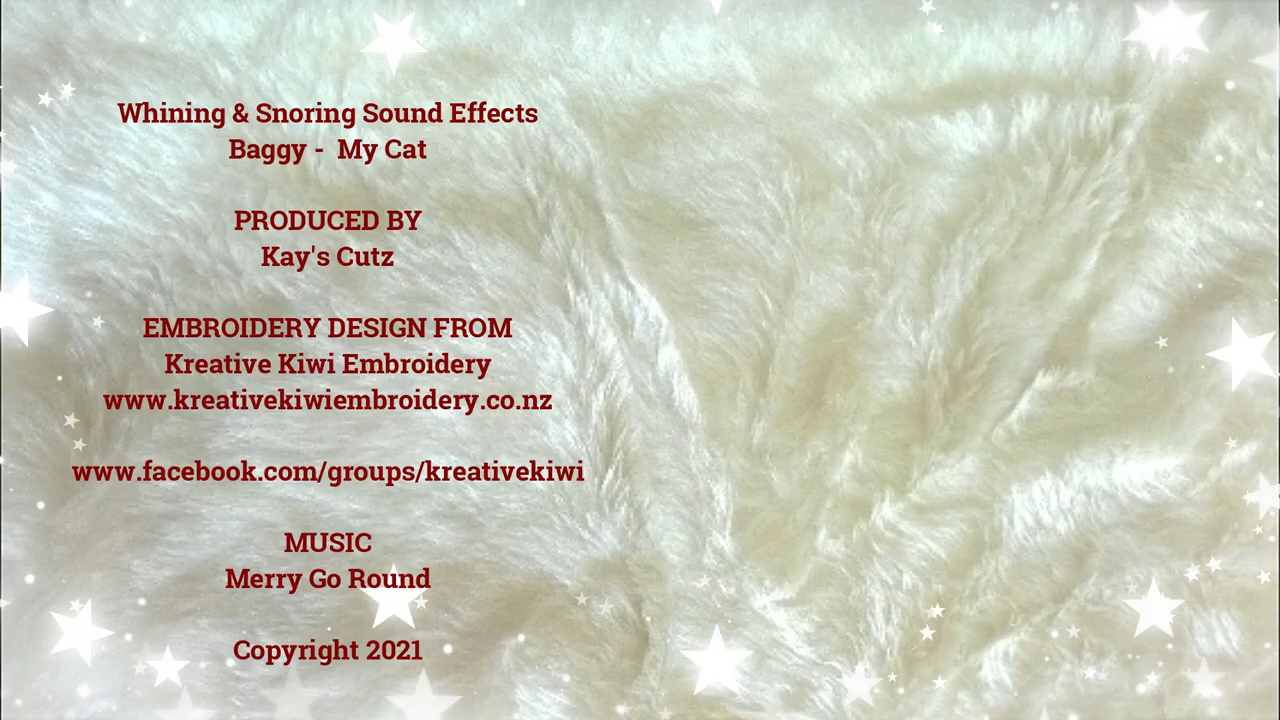 Whining & Snoring Sound Effects
Baggy - My Cat
PRODUCED BY
Kay's Cutz
EMBROIDERY DESIGN FROM
Kreative Kiwi Embroidery
www.kreativekiwiembroidery.co.nz
www.facebook.com/groups/kreativekiwi
MUSIC
Merry Go Round
Copyright 2021